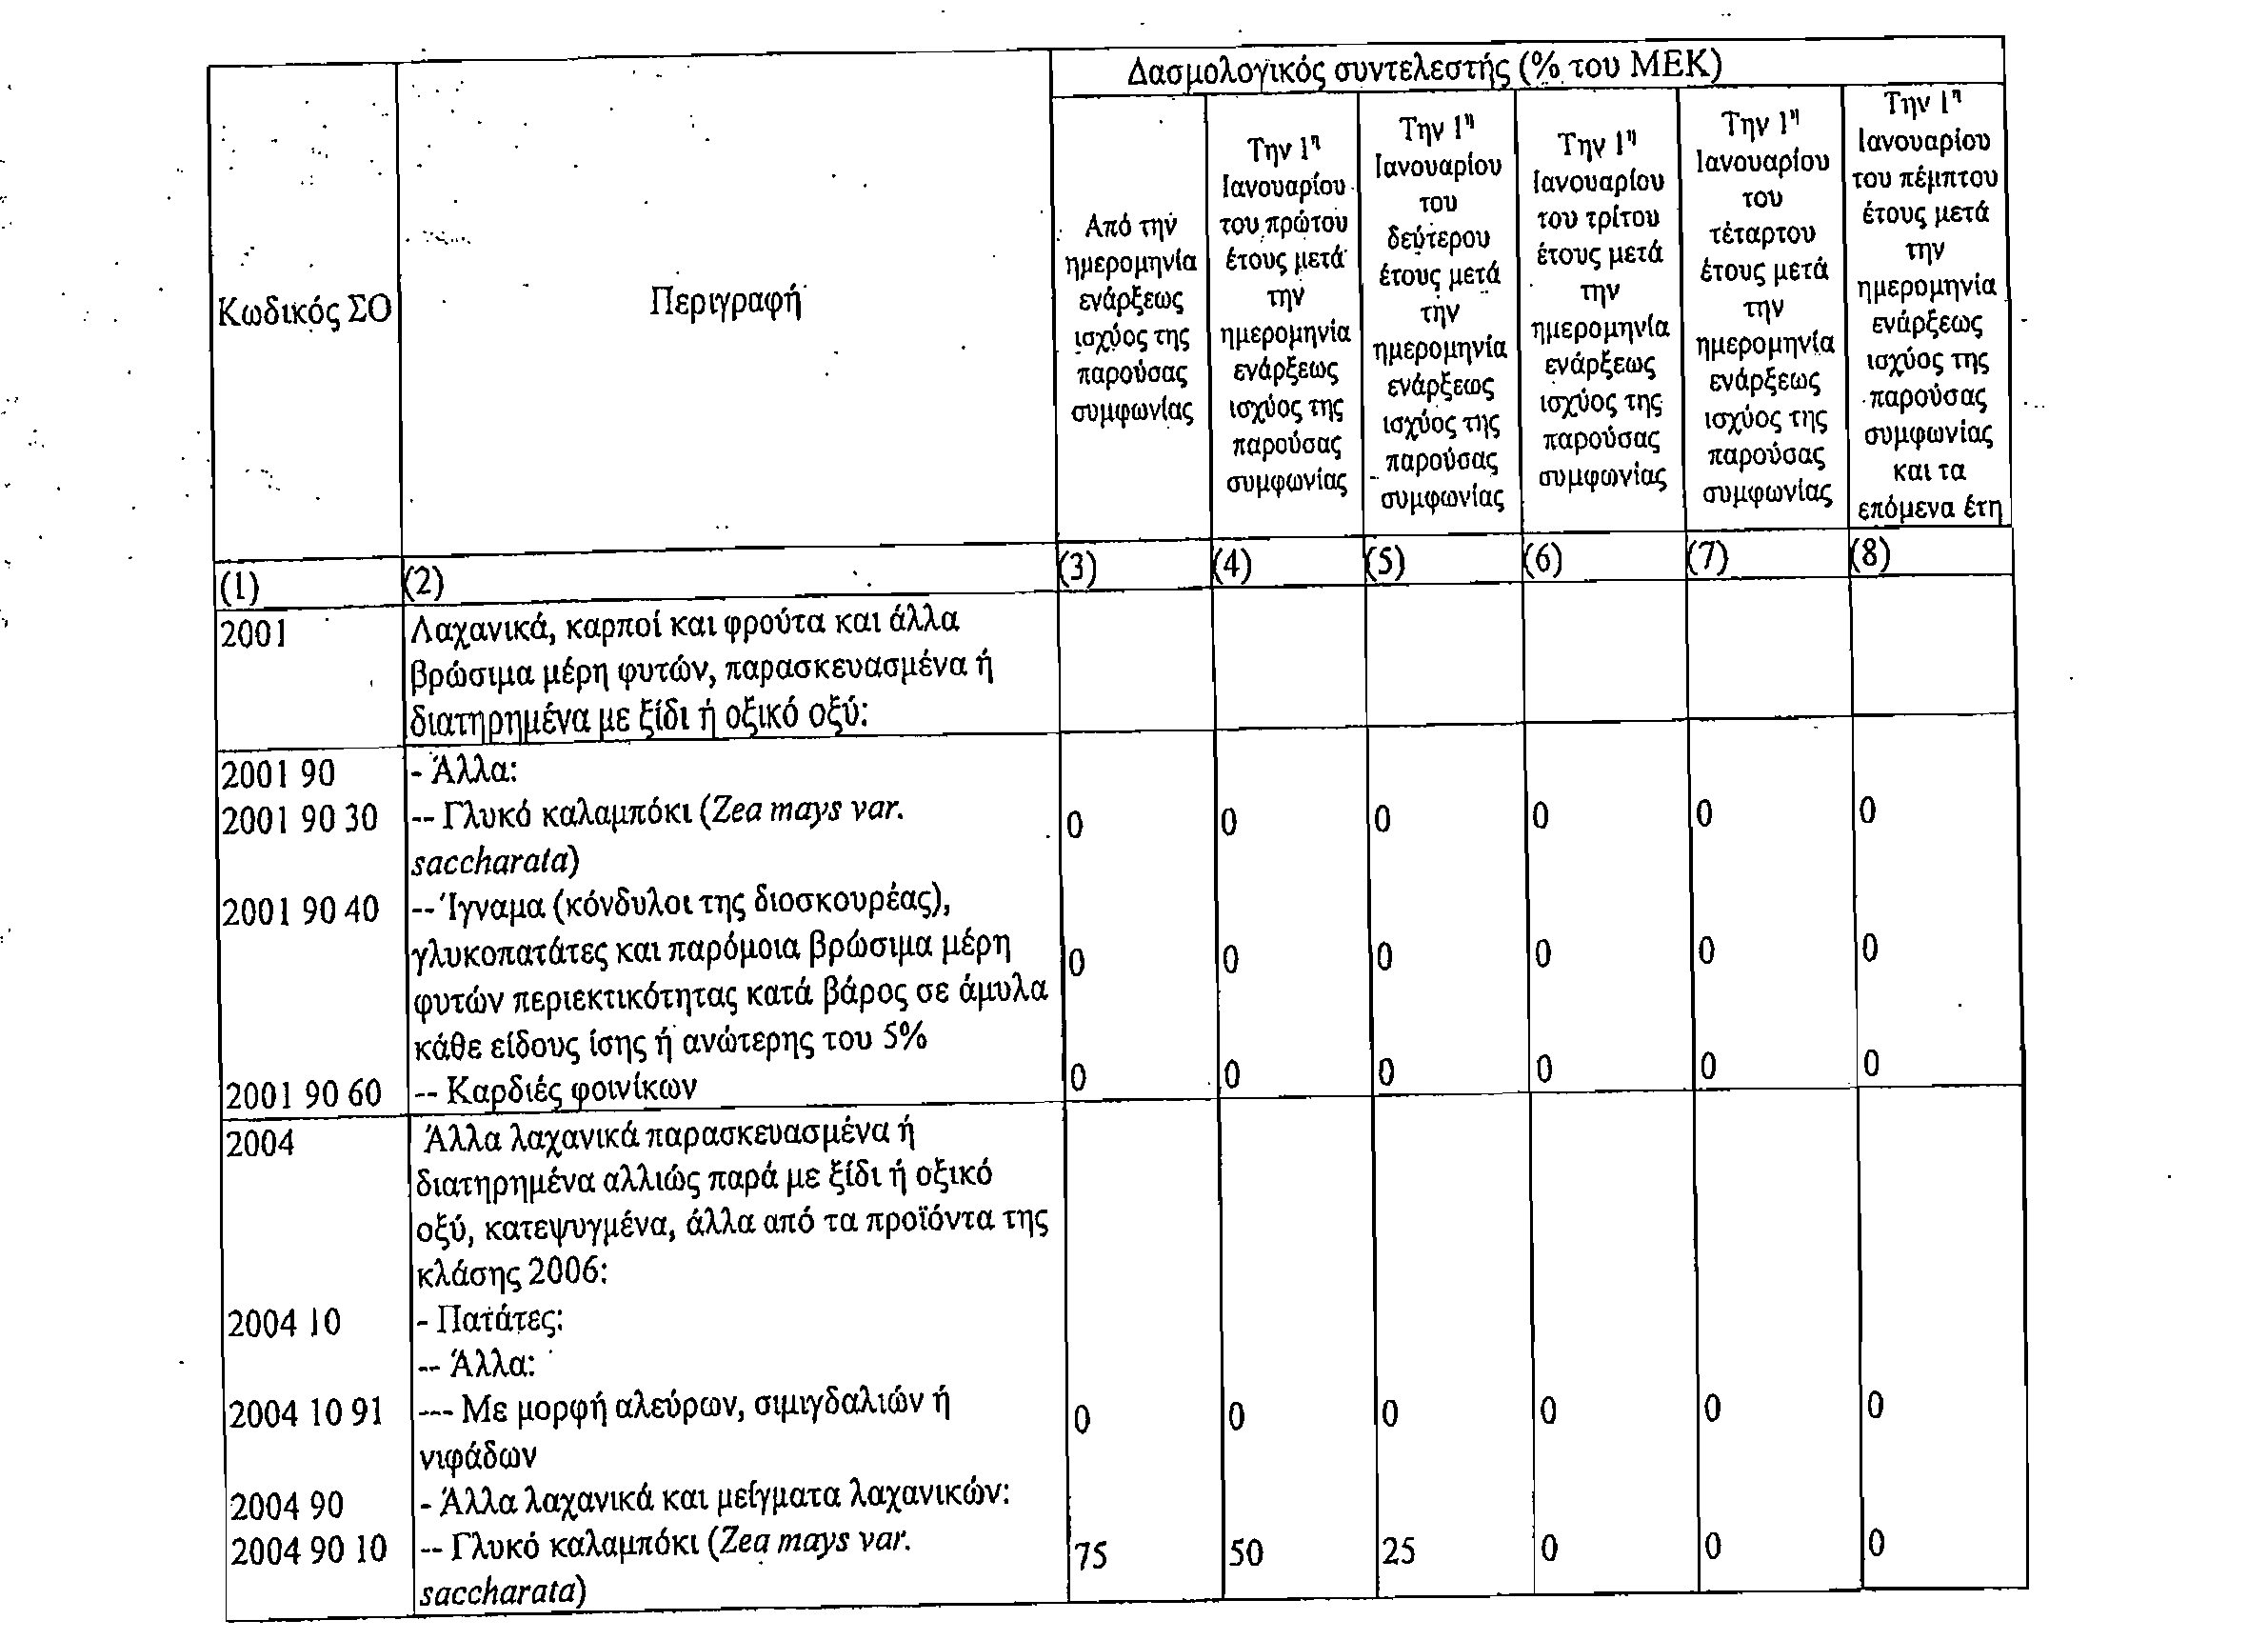 Δασμολογικός συντελεστής (% του ΜΕΚ)
Κωδικός ΣΟ
Περιγραφή
Από την
ημερομηνία
ενάρξεως
ισχύος της
παρούσας
συμφωνίας
Την 1η
Ιανουαρίου
του πρώτου
έτους μετά
την
ημερομηνία
ενάρξεως
ισχύος της
παρούσας
συμφωνίας
Την 1η
Ιανουαρίου
του
δεύτερου
έτους μετά
την
ημερομηνία
ενάρξεως
ισχύος της
παρούσας
συμφωνίας
Την 1η
Ιανουαρίου
του τρίτου
έτους μετά
την
ημερομηνία
ενάρξεως
ισχύος της
παρούσας
συμφωνίας
Την 1η
Ιανουαρίου
του
τέταρτου
έτους μετά
την
ημερομηνία
ενάρξεως
ισχύος της
παρούσας
συμφωνίας
Την 1η
Ιανουαρίου
του πέμπτου
έτους μετά
την
ημερομηνία
ενάρξεως
ισχύος της
παρούσας
συμφωνίας
και τα
επόμενα έτη
(1) (2) (3) (4) (5) (6) (7) (8)
2001 Λαχανικά, καρποί και φρούτα και άλλα
βρώσιμα μέρη φυτών, παρασκευασμένα ή
διατηρημένα με ξίδι ή οξικό οξύ:
2001 90 - Άλλα:
2001 90 30 -- Γλυκό καλαμπόκι (Zea mays var. 0 0 0 0 0 0
saccharata)
2001 90 40 -- Ίγναμα (κόνδυλοι της διοσκουρέας),
γλυκοπατάτες και παρόμοια βρώσιμα μέρη 0 0 0 0 0 0
φυτών περιεκτικότητας κατά βάρος σε άμυλα
κάθε είδους ίσης ή ανώτερης του 5%
2001 90 60 -- Καρδιές φοινίκων 0 0 0 0 0 0
2004 Άλλα λαχανικά παρασκευασμένα ή
διατηρημένα αλλιώς παρά με ξίδι ή οξικό
οξύ, κατεψυγμένα, άλλα από τα προϊόντα της
κλάσης 2006:
2004 10 - Πατάτες:
-- Άλλα:
2004 10 91 --- Με μορφή αλεύρων, σιμιγδαλιών ή 0 0 0 0 0 0
νιφάδων
2004 90 - Άλλα λαχανικά και μείγματα λαχανικών:
2004 90 10 -- Γλυκό καλαμπόκι (Zea mays var. 75 50 25 0 0 0
saccharata)